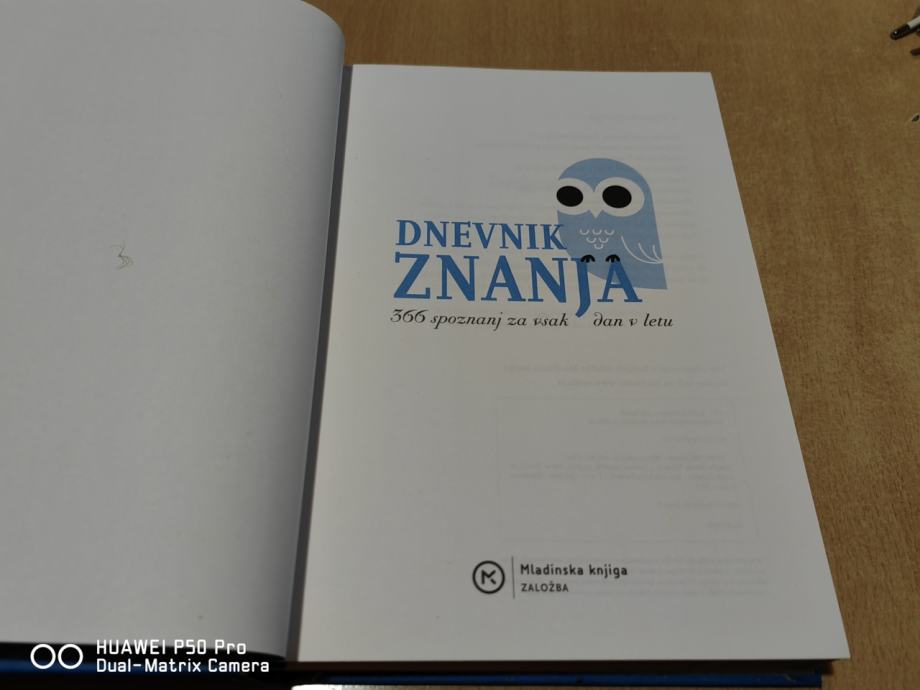 DNEVNIK
ZNANJA
366 spoznanj za vsak dan v letu
Mladinska knjiga
ZALOŽBA
HUAWEI P50 Pro
Dual-Matrix Camera